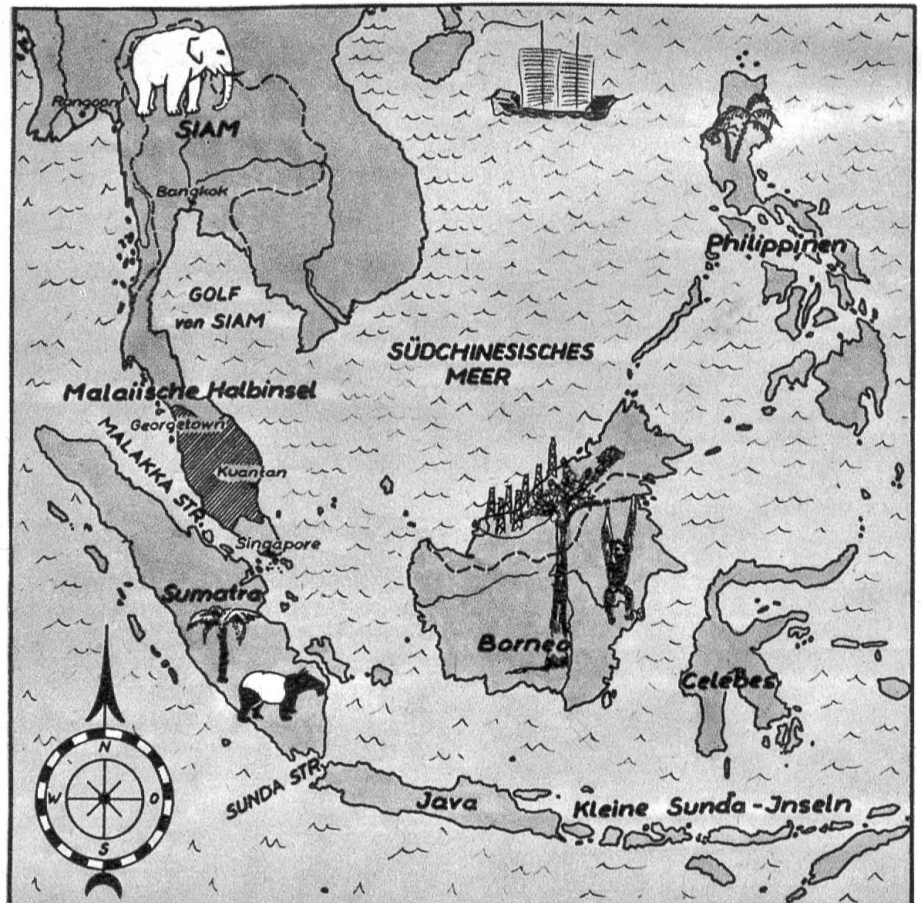 Rangoon
SIAM
Bangkok
Philippinen
GOLF
von SIAM
SÜDCHINESISCHES
MEER
Malaiische Halbinsel
Georgetown
MALAKKA STR.
Kuantan
Singapore
Sumatra
Borneo
Celebes
N
W
O
S
SUNDA STR.
Java
Kleine Sunda-Jnseln